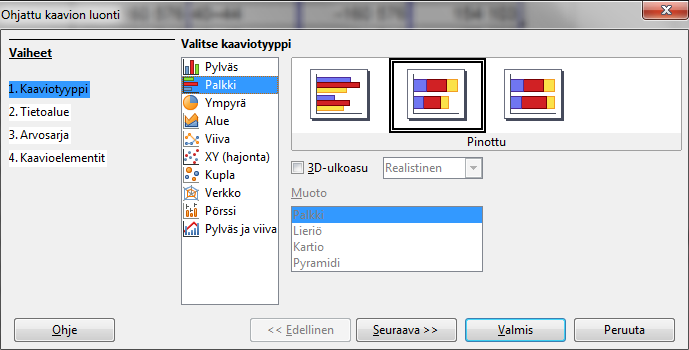 Ohjattu kaavion luonti
Vaiheet
1. Kaaviotyyppi
2. Tietoalue
3. Arvosarja
4. Kaavioelementit
Valitse kaaviotyyppi
Pylväs
Palkki
Ympyrä
Alue
Viiva
XY (hajonta)
Kupla
Verkko
Pörssi
Pylväs ja viiva
Pinottu
3D-ulkoasu
Realistinen
Muoto
Palkki
Lieriö
Kartio
Pyramidi
Ohje
<< Edellinen
Seuraava >>
Valmis
Peruuta